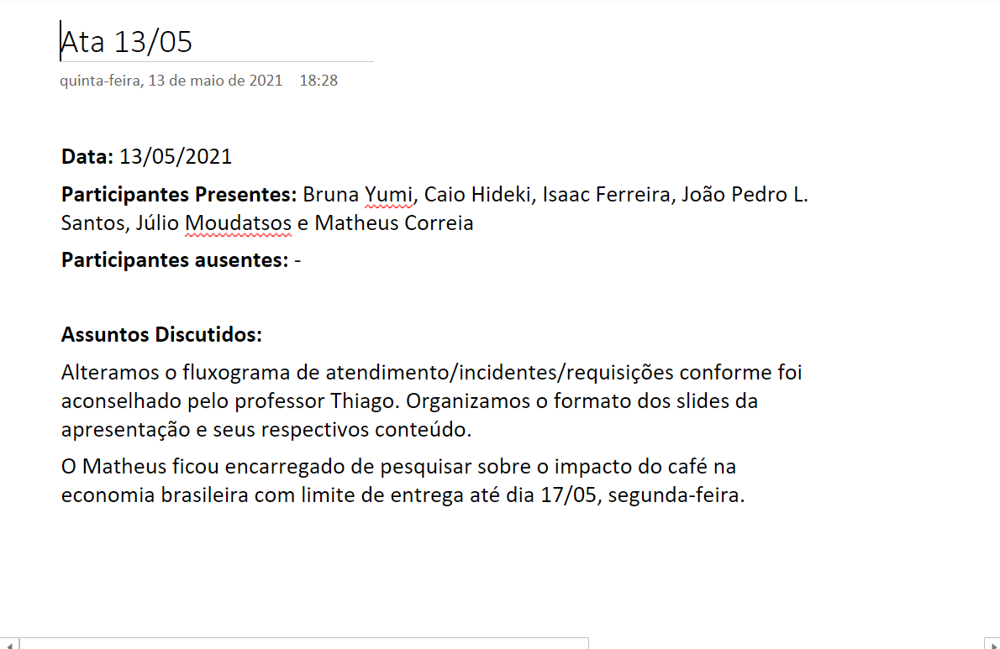 Ata 13/05
quinta-feira, 13 de maio de 2021 18:28
Data: 13/05/2021
Participantes Presentes: Bruna Yumi, Caio Hideki, Isaac Ferreira, João Pedro L.
Santos, Júlio Moudatsos e Matheus Correia
Participantes ausentes: -
Assuntos Discutidos:
Alteramos o fluxograma de atendimento/incidentes/requisições conforme foi
aconselhado pelo professor Thiago. Organizamos o formato dos slides da
apresentação e seus respectivos conteúdo.
O Matheus ficou encarregado de pesquisar sobre o impacto do café na
economia brasileira com limite de entrega até dia 17/05, segunda-feira.